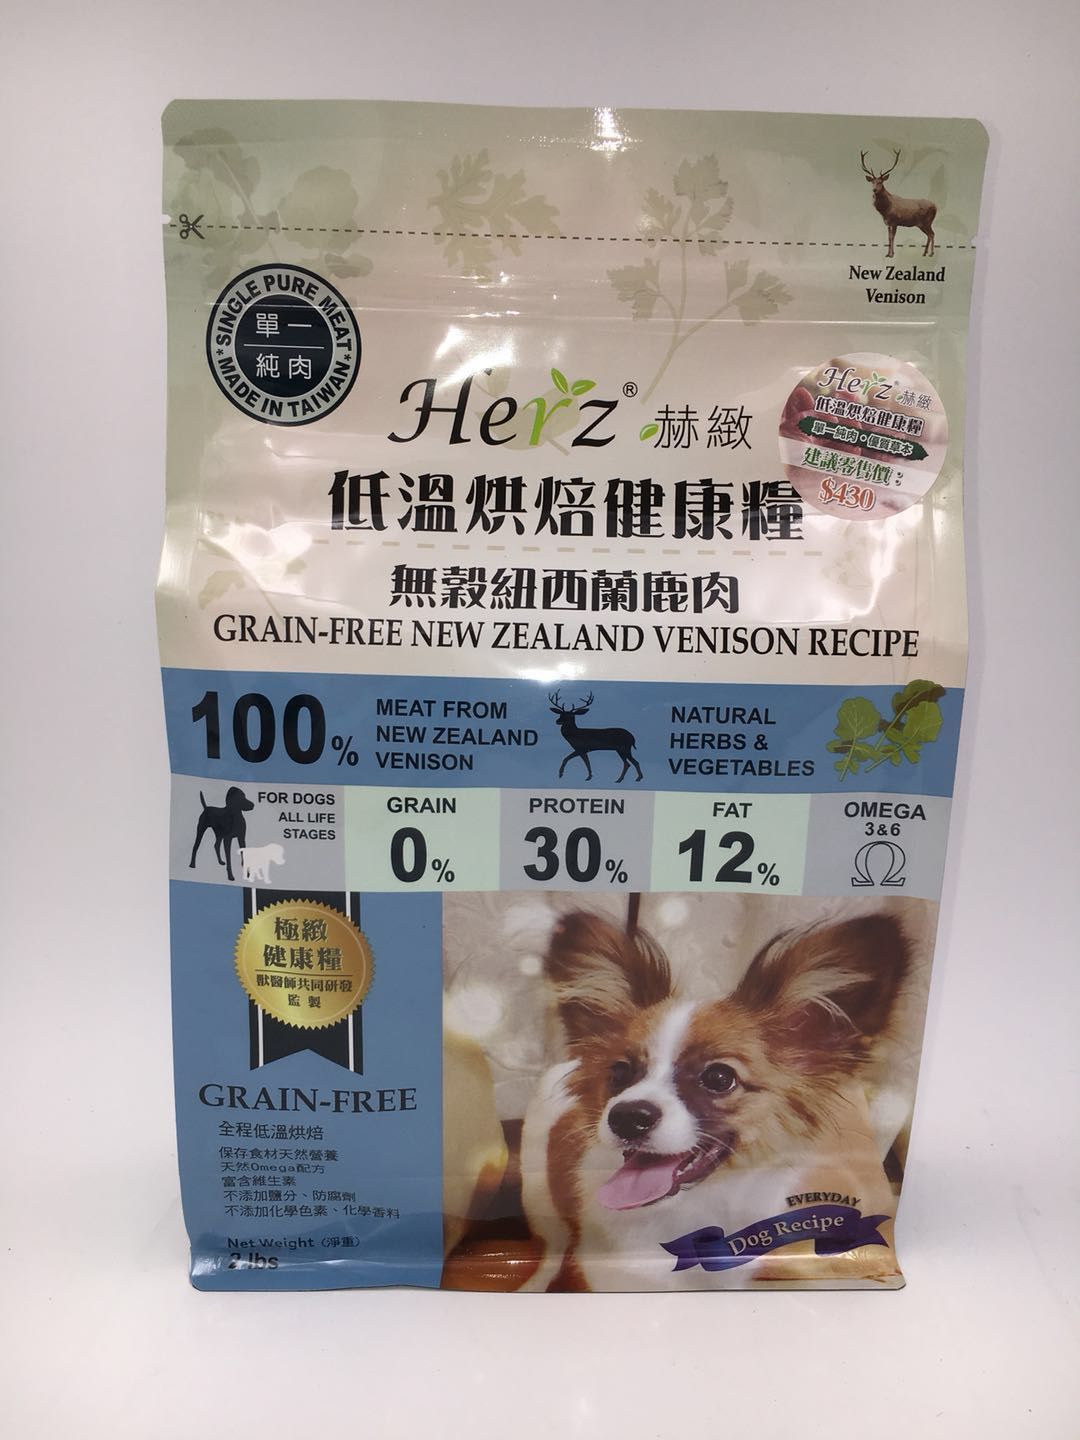 New Zealand
Venison
SINGLE PURE MEAT
單一
純肉
MADE IN TAIWAN
Herz® 赫緻
Herz® 赫緻
低溫烘焙健康糧
單一純肉•優質草本
建議零售價:
$430
低溫烘焙健康糧
無穀紐西蘭鹿肉
GRAIN-FREE NEW ZEALAND VENISON RECIPE
100%
MEAT FROM
NEW ZEALAND
VENISON
NATURAL
HERBS &
VEGETABLES
FOR DOGS
ALL LIFE
STAGES
GRAIN
0%
PROTEIN
30%
FAT
12%
OMEGA
3&6
極緻
健康糧
獸醫師共同研發
監製
GRAIN-FREE
全程低溫烘焙
保存食材天然營養
天然Omega配方
富含維生素
不添加鹽分、防腐劑
不添加化學色素、化學香料
Net Weight (淨重)
2 lbs
EVERYDAY
Dog Recipe